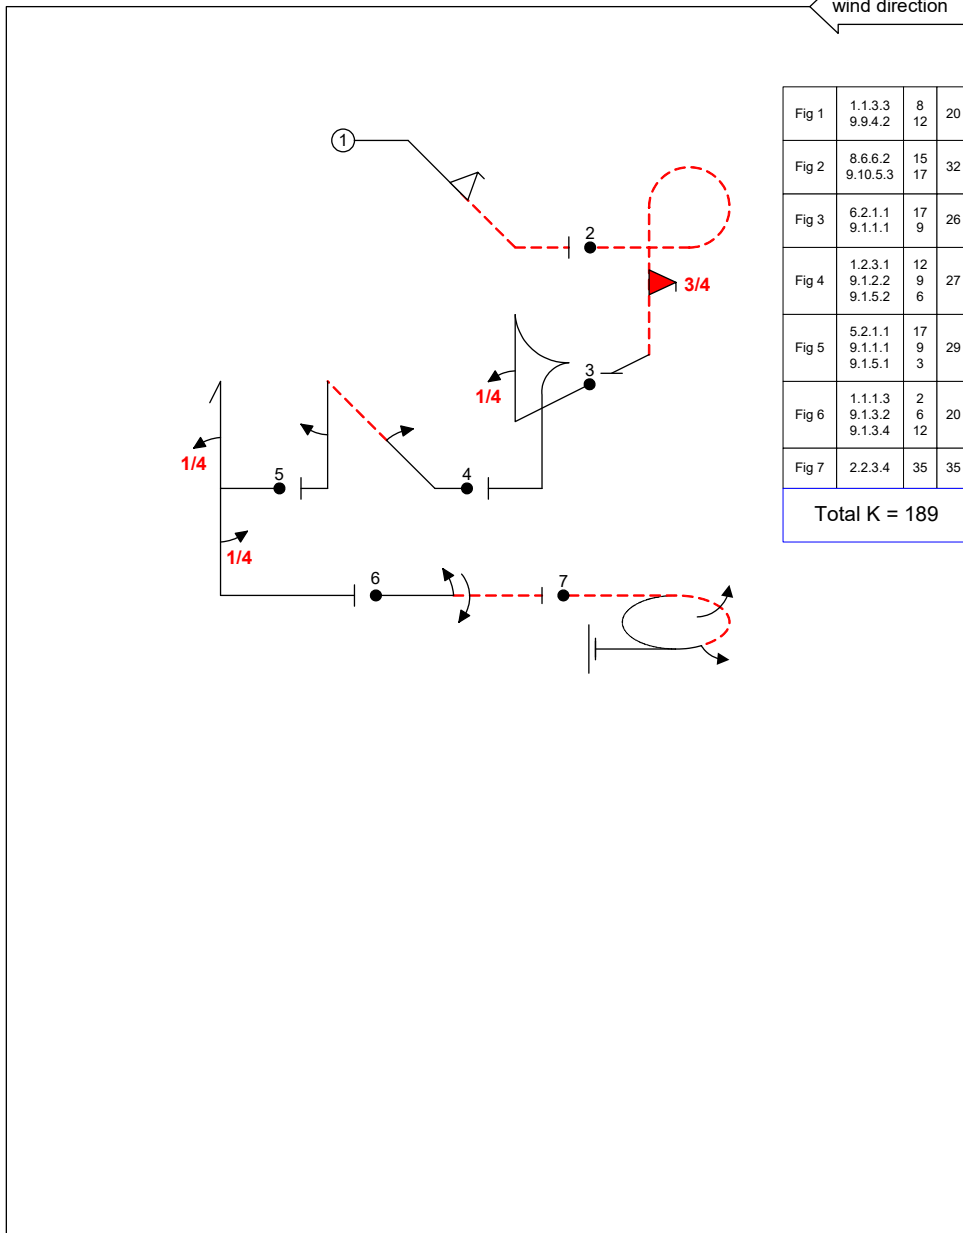 wind direction
Fig 1 1.1.3.3 8 20
9.9.4.2 12
Fig 2 8.6.6.2 15 32
9.10.5.3 17
Fig 3 6.2.1.1 17 26
9.1.1.1 9
Fig 4 1.2.3.1 12 27
9.1.2.2 9
9.1.5.2 6
Fig 5 5.2.1.1 17 29
9.1.1.1 9
9.1.5.1 3
Fig 6 1.1.1.3 2 20
9.1.3.2 6
9.1.3.4 12
Fig 7 2.2.3.4 35 35
Total K = 189
1
2
3/4
3
1/4
1/4
5
4
1/4
6
7